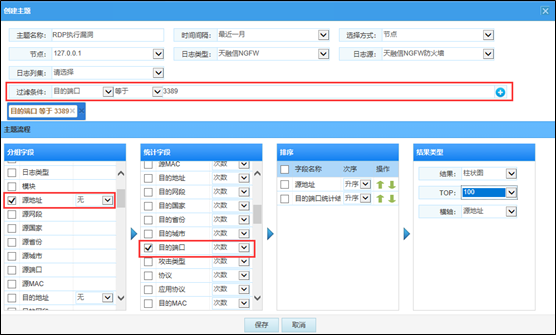 创建主题
主题名称： RDP执行漏洞 时间间隔： 最近一月 选择方式： 节点
节点： 127.0.0.1 日志类型： 天融信NGFW 日志源： 天融信NGFW防火墙
日志列集： 请选择
过滤条件： 目的端口 等于 3389
目的端口 等于 3389
主题流程
分组字段
日志类型
模块
源地址 无
源网段
源国家
源省份
源城市
源端口
源MAC
目的地址 无
统计字段
源MAC 次数
目的地址 次数
目的网段 次数
目的国家 次数
目的省份 次数
目的城市 次数
目的端口 次数
攻击类型 次数
协议 次数
应用协议 次数
目的MAC 次数
排序
字段名称 次序 操作
源地址 升序
目的端口统计结 升序
结果类型
结果： 柱状图
TOP： 100
横轴： 源地址
保存 取消